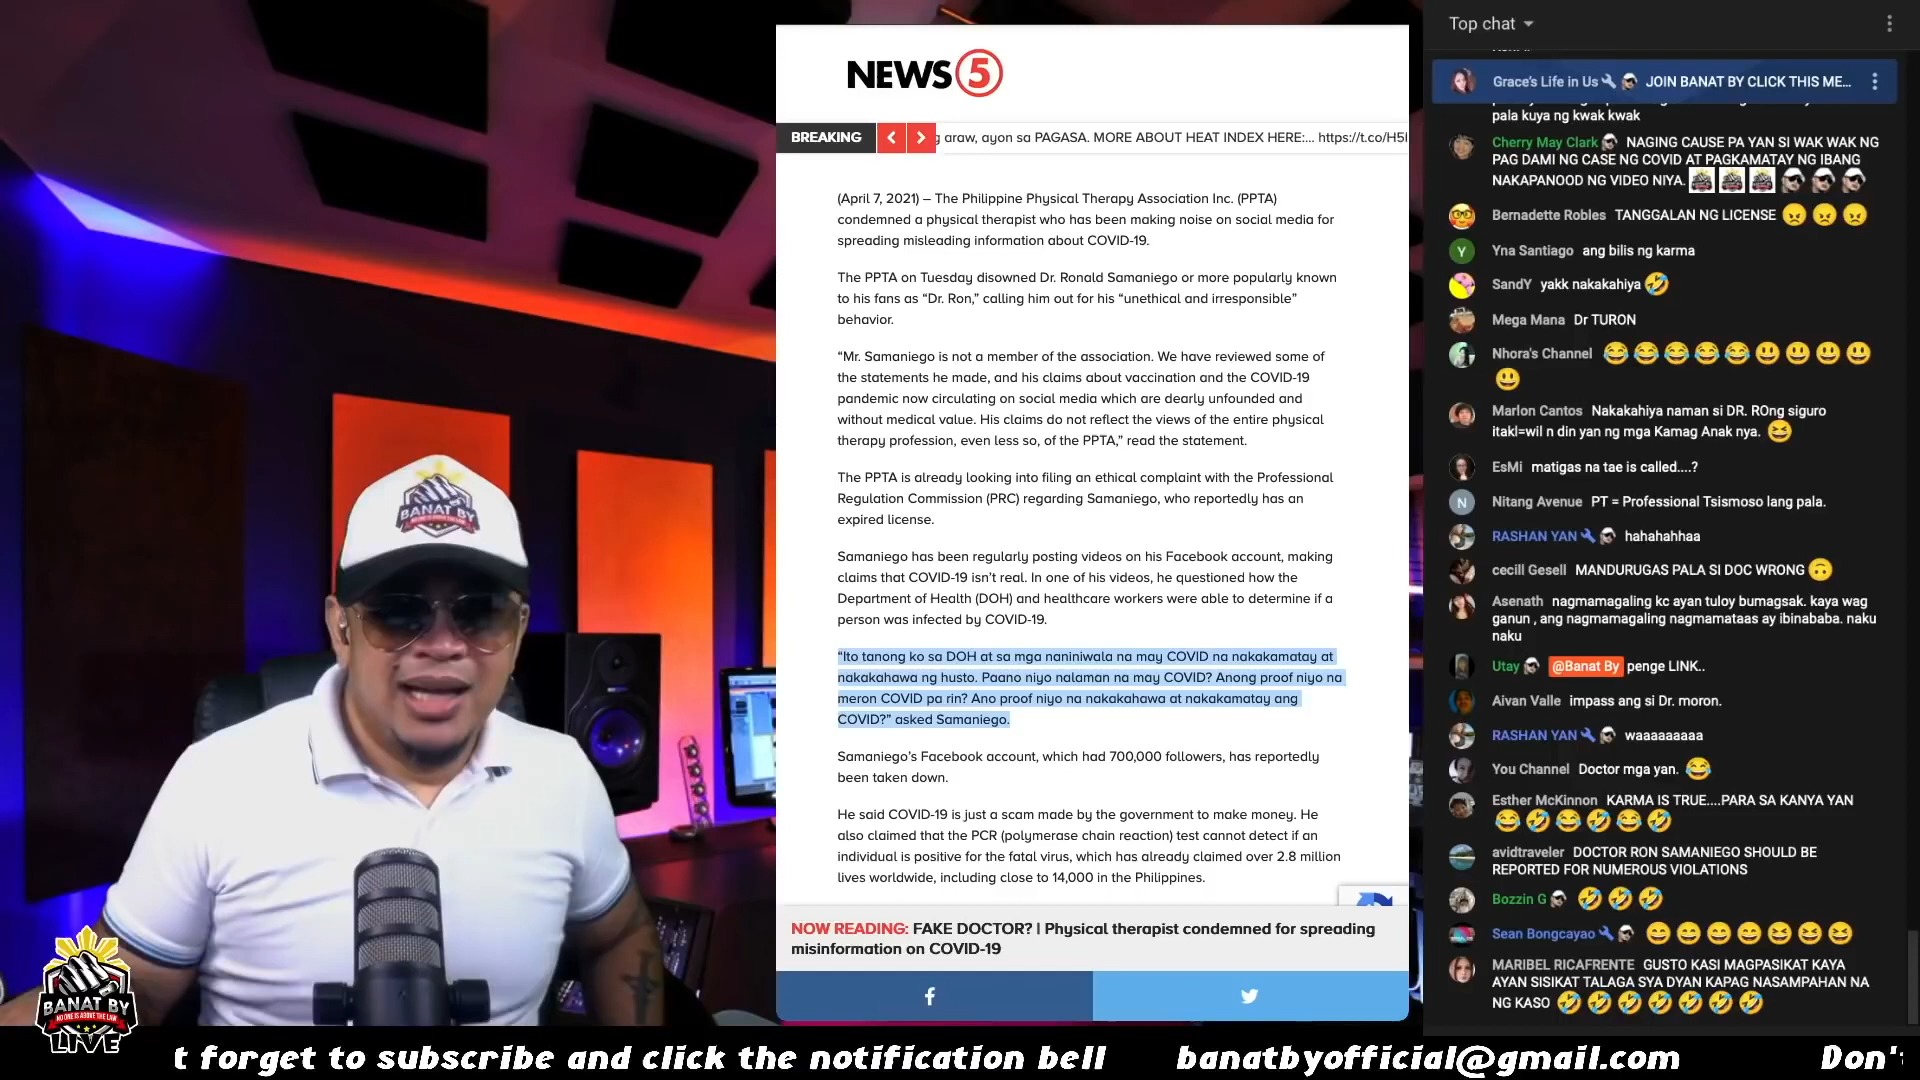 BANAT BY
NEWS 5
BREAKING
araw, ayon sa PAGASA. MORE ABOUT HEAT INDEX HERE:... https://t.co/H5
(April 7, 2021) – The Philippine Physical Therapy Association Inc. (PPTA)
condemned a physical therapist who has been making noise on social media for
spreading misleading information about COVID-19.
The PPTA on Tuesday disowned Dr. Ronald Samaniego or more popularly known
to his fans as “Dr. Ron,” calling him out for his “unethical and irresponsible”
behavior.
“Mr. Samaniego is not a member of the association. We have reviewed some of
the statements he made, and his claims about vaccination and the COVID-19
pandemic now circulating on social media which are dearly unfounded and
without medical value. His claims do not reflect the views of the entire physical
therapy profession, even less so, of the PPTA,” read the statement.
The PPTA is already looking into filing an ethical complaint with the Professional
Regulation Commission (PRC) regarding Samaniego, who reportedly has an
expired license.
Samaniego has been regularly posting videos on his Facebook account, making
claims that COVID-19 isn’t real. In one of his videos, he questioned how the
Department of Health (DOH) and healthcare workers were able to determine if a
person was infected by COVID-19.
“Ito tanong ko sa DOH at sa mga naniniwala na may COVID na nakakamatay at
nakakahawa ng husto. Paano niyo nalaman na may COVID? Anong proof niyo na
meron COVID pa rin? Ano proof niyo na nakakahawa at nakakamatay ang
COVID?” asked Samaniego.
Samaniego’s Facebook account, which had 700,000 followers, has reportedly
been taken down.
He said COVID-19 is just a scam made by the government to make money. He
also claimed that the PCR (polymerase chain reaction) test cannot detect if an
individual is positive for the fatal virus, which has already claimed over 2.8 million
lives worldwide, including close to 14,000 in the Philippines.
NOW READING: FAKE DOCTOR? | Physical therapist condemned for spreading
misinformation on COVID-19
Top chat
Grace's Life in Us JOIN BANAT BY CLICK THIS ME...
pala kuya ng kwak kwak
Cherry May Clark NAGING CAUSE PA YAN SI WAK WAK NG
PAG DAMI NG CASE NG COVID AT PAGKAMATAY NG IBANG
NAKAPANOOD NG VIDEO NIYA.
Bernadette Robles TANGGALAN NG LICENSE 😠 😠 😠
Y
Yna Santiago ang bilis ng karma
SandY yakk nakakahiya 🤣
Mega Mana Dr TURON
Nhora's Channel 😂 😂 😂 😂 😂 😃 😃 😃 😃
😃
Marlon Cantos Nakakahiya naman si DR. ROng siguro
itakl=wil n din yan ng mga Kamag Anak nya. 😆
EsMi matigas na tae is called....?
N
Nitang Avenue PT = Professional Tsismoso lang pala.
RASHAN YAN hahahahhaa
cecill Gesell MANDURUGAS PALA SI DOC WRONG 🙃
Asenath nagmamagaling kc ayan tuloy bumagsak. kaya wag
ganun , ang nagmamagaling nagmamataas ay ibinababa. naku
naku
Utay @Banat By penge LINK..
Aivan Valle impass ang si Dr. moron.
RASHAN YAN waaaaaaaaa
You Channel Doctor mga yan. 😂
Esther McKinnon KARMA IS TRUE....PARA SA KANYA YAN
😂 🤣 😂 🤣 😂 🤣
avidtraveler DOCTOR RON SAMANIEGO SHOULD BE
REPORTED FOR NUMEROUS VIOLATIONS
Bozzin G 🤣 🤣 🤣
Sean Bongcayao 😄 😄 😄 😄 😆 😆 😆
MARIBEL RICAFRENTE GUSTO KASI MAGPASIKAT KAYA
AYAN SISIKAT TALAGA SYA DYAN KAPAG NASAMPAHAN NA
NG KASO 🤣 🤣 🤣 🤣 🤣 🤣 🤣
BANAT BY
NO ONE IS ABOVE THE LAW
LIVE
t forget to subscribe and click the notification bell banatbyofficial@gmail.com Don'